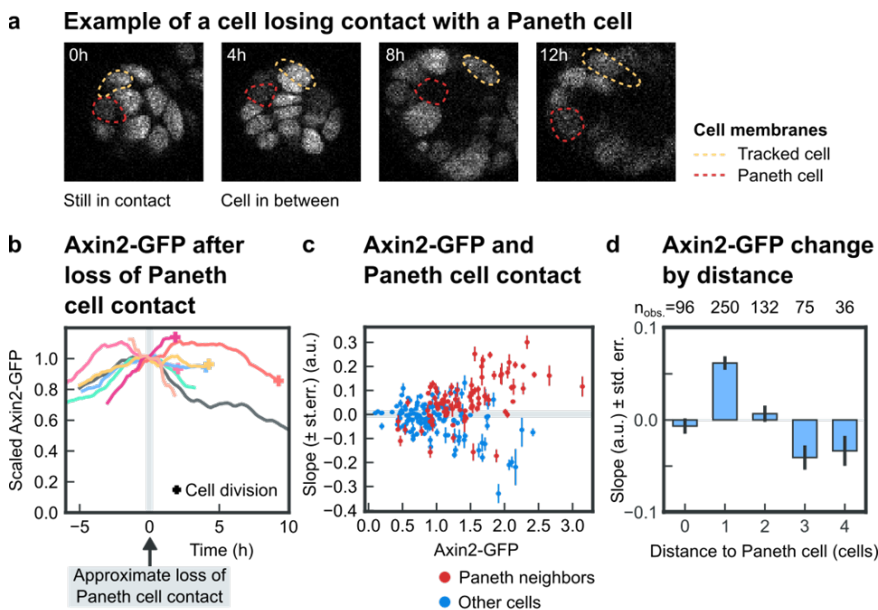 a Example of a cell losing contact with a Paneth cell
0h 4h 8h 12h
Cell membranes
Tracked cell
Paneth cell
Still in contact Cell in between
b Axin2-GFP after
loss of Paneth
cell contact
Scaled Axin2-GFP
1.0
0.8
0.6
0.4
0.2
0.0
Cell division
−5 0 5 10
Time (h)
Approximate loss of
Paneth cell contact
c Axin2-GFP and
Paneth cell contact
Slope (± st.err.) (a.u.)
0.3
0.2
0.1
0.0
−0.1
−0.2
−0.3
−0.4
0.0 0.5 1.0 1.5 2.0 2.5 3.0
Axin2-GFP
Paneth neighbors
Other cells
d Axin2-GFP change
by distance
nobs.=96 250 132 75 36
Slope (a.u.) ± std. err.
0.1
0.0
−0.1
0 1 2 3 4
Distance to Paneth cell (cells)